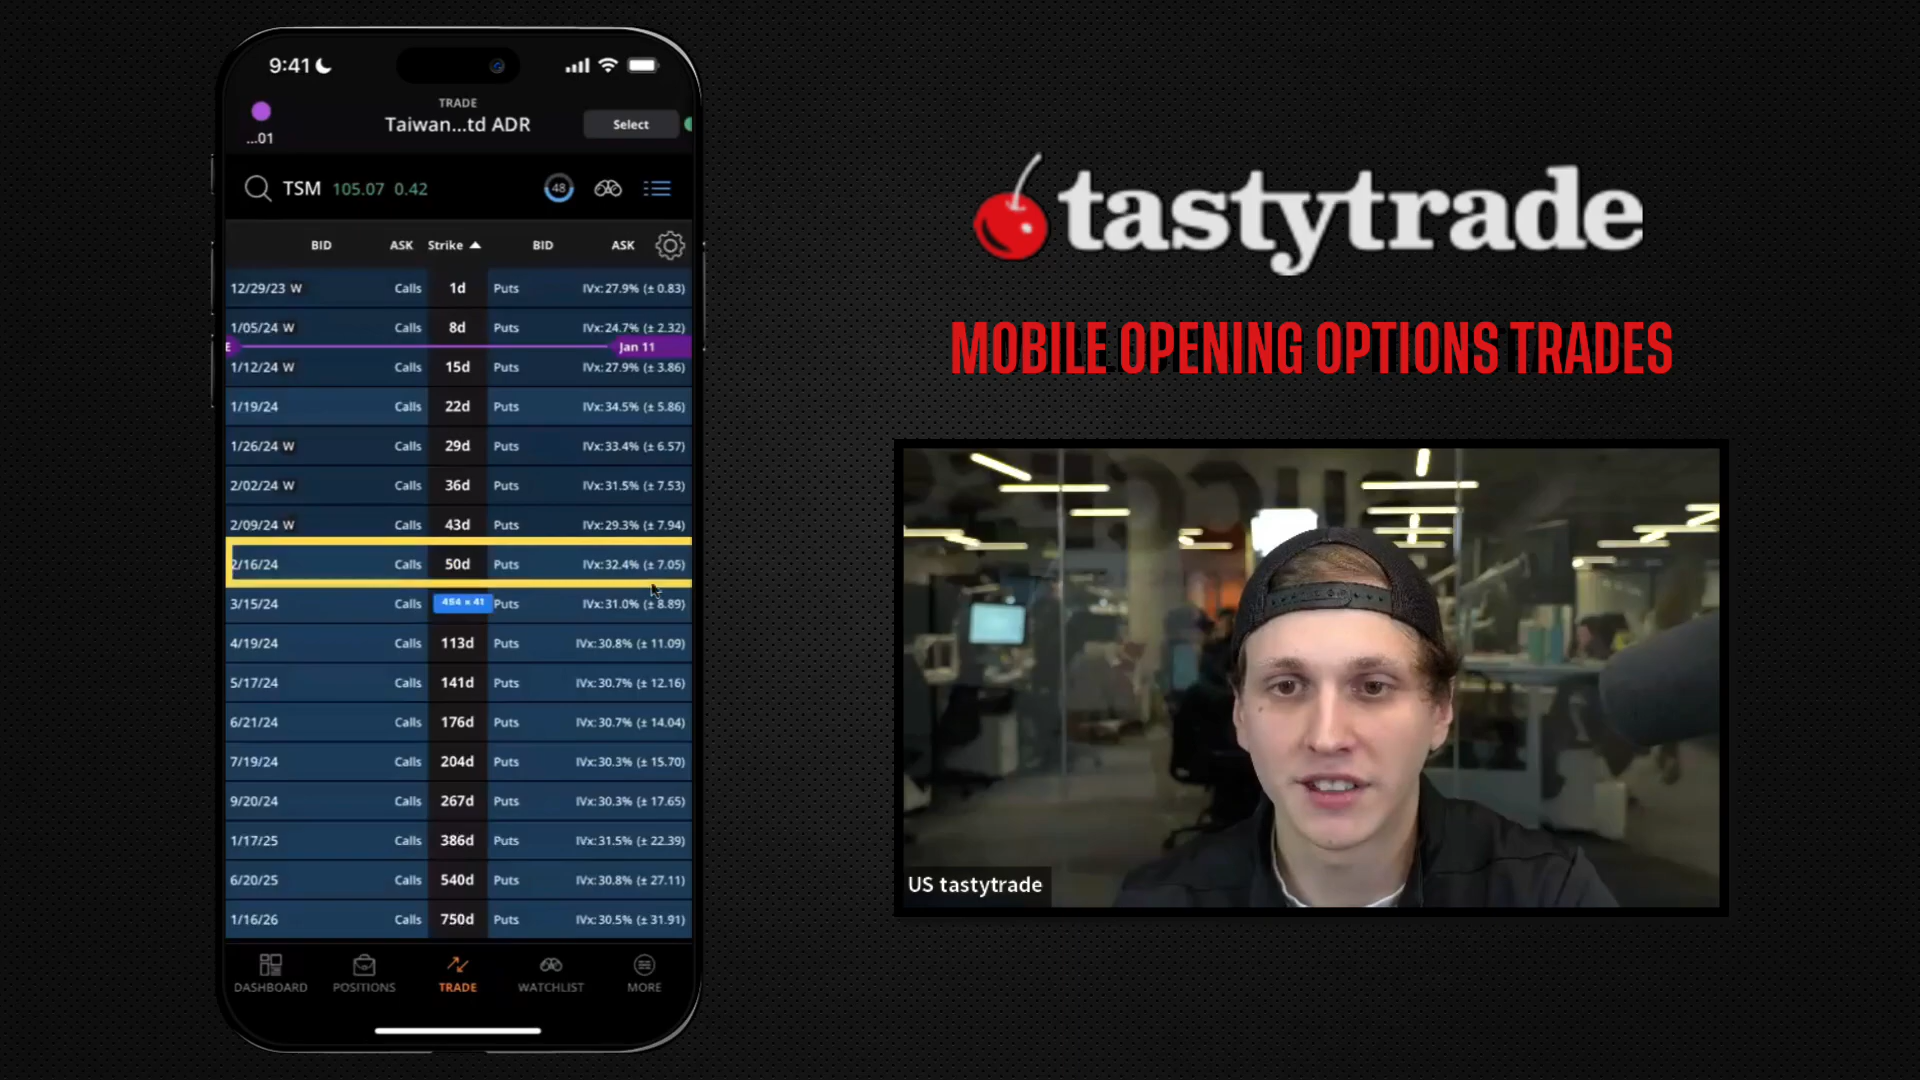 9:41
TRADE
Taiwan...td ADR
Select
...01
TSM 105.07 0.42
48
BID ASK Strike BID ASK
12/29/23 W Calls 1d Puts IVx: 27.9% (± 0.83)
1/05/24 W Calls 8d Puts IVx: 24.7% (± 2.32)
E Jan 11
1/12/24 W Calls 15d Puts IVx: 27.9% (± 3.86)
1/19/24 Calls 22d Puts IVx: 34.5% (± 5.86)
1/26/24 W Calls 29d Puts IVx: 33.4% (± 6.57)
2/02/24 W Calls 36d Puts IVx: 31.5% (± 7.53)
2/09/24 W Calls 43d Puts IVx: 29.3% (± 7.94)
2/16/24 Calls 50d Puts IVx: 32.4% (± 7.05)
3/15/24 Calls 454 x 41 Puts IVx: 31.0% (± 8.89)
4/19/24 Calls 113d Puts IVx: 30.8% (± 11.09)
5/17/24 Calls 141d Puts IVx: 30.7% (± 12.16)
6/21/24 Calls 176d Puts IVx: 30.7% (± 14.04)
7/19/24 Calls 204d Puts IVx: 30.3% (± 15.70)
9/20/24 Calls 267d Puts IVx: 30.3% (± 17.65)
1/17/25 Calls 386d Puts IVx: 31.5% (± 22.39)
6/20/25 Calls 540d Puts IVx: 30.8% (± 27.11)
1/16/26 Calls 750d Puts IVx: 30.5% (± 31.91)
DASHBOARD POSITIONS TRADE WATCHLIST MORE
tastytrade
MOBILE OPENING OPTIONS TRADES
US tastytrade